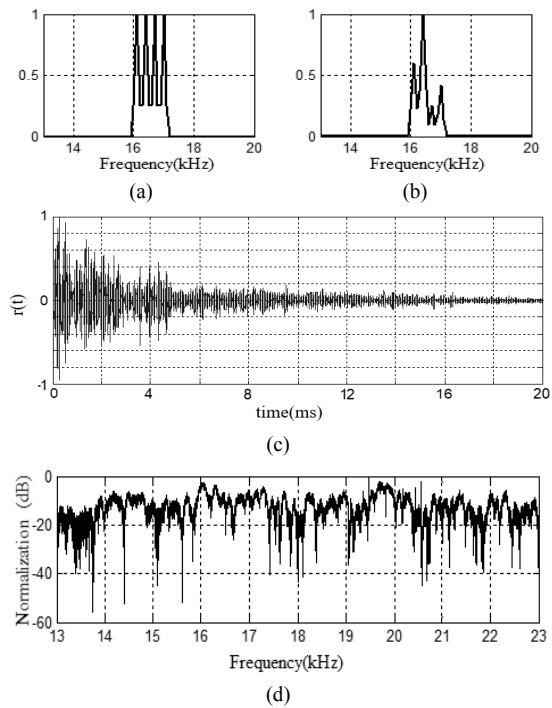 1
0.5
0
14 16 18 20
Frequency(kHz)
(a)
1
0.5
0
14 16 18 20
Frequency(kHz)
(b)
1
r(t)
0
-1
0 4 8 12 16 20
time(ms)
(c)
Normalization (dB)
0
-20
-40
-60
13 14 15 16 17 18 19 20 21 22 23
Frequency(kHz)
(d)